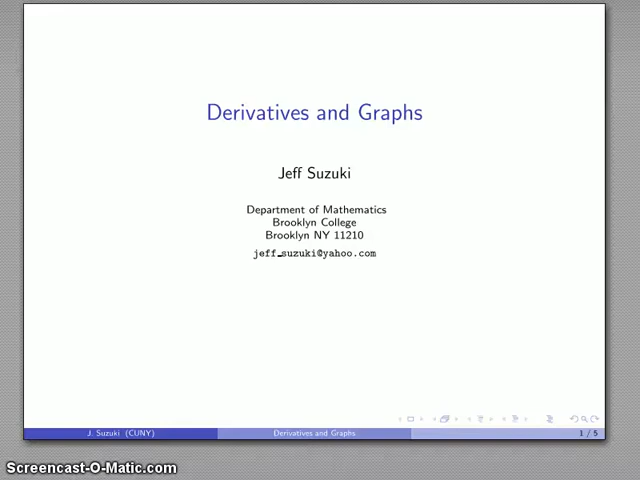 Derivatives and Graphs
Jeff Suzuki
Department of Mathematics
Brooklyn College
Brooklyn NY 11210
jeff_suzuki@yahoo.com
J. Suzuki (CUNY)
Derivatives and Graphs
1 / 5
Screencast-O-Matic.com